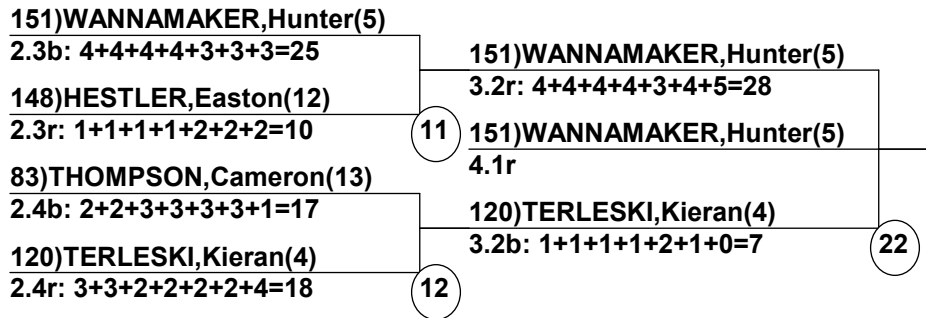 151)WANNAMAKER,Hunter(5)
2.3b: 4+4+4+4+3+3+3=25
148)HESTLER,Easton(12)
2.3r: 1+1+1+1+2+2+2=10
11
83)THOMPSON,Cameron(13)
2.4b: 2+2+3+3+3+3+1=17
120)TERLESKI,Kieran(4)
2.4r: 3+3+2+2+2+2+4=18
12
151)WANNAMAKER,Hunter(5)
3.2r: 4+4+4+4+3+4+5=28
151)WANNAMAKER,Hunter(5)
4.1r
120)TERLESKI,Kieran(4)
3.2b: 1+1+1+1+2+1+0=7
22